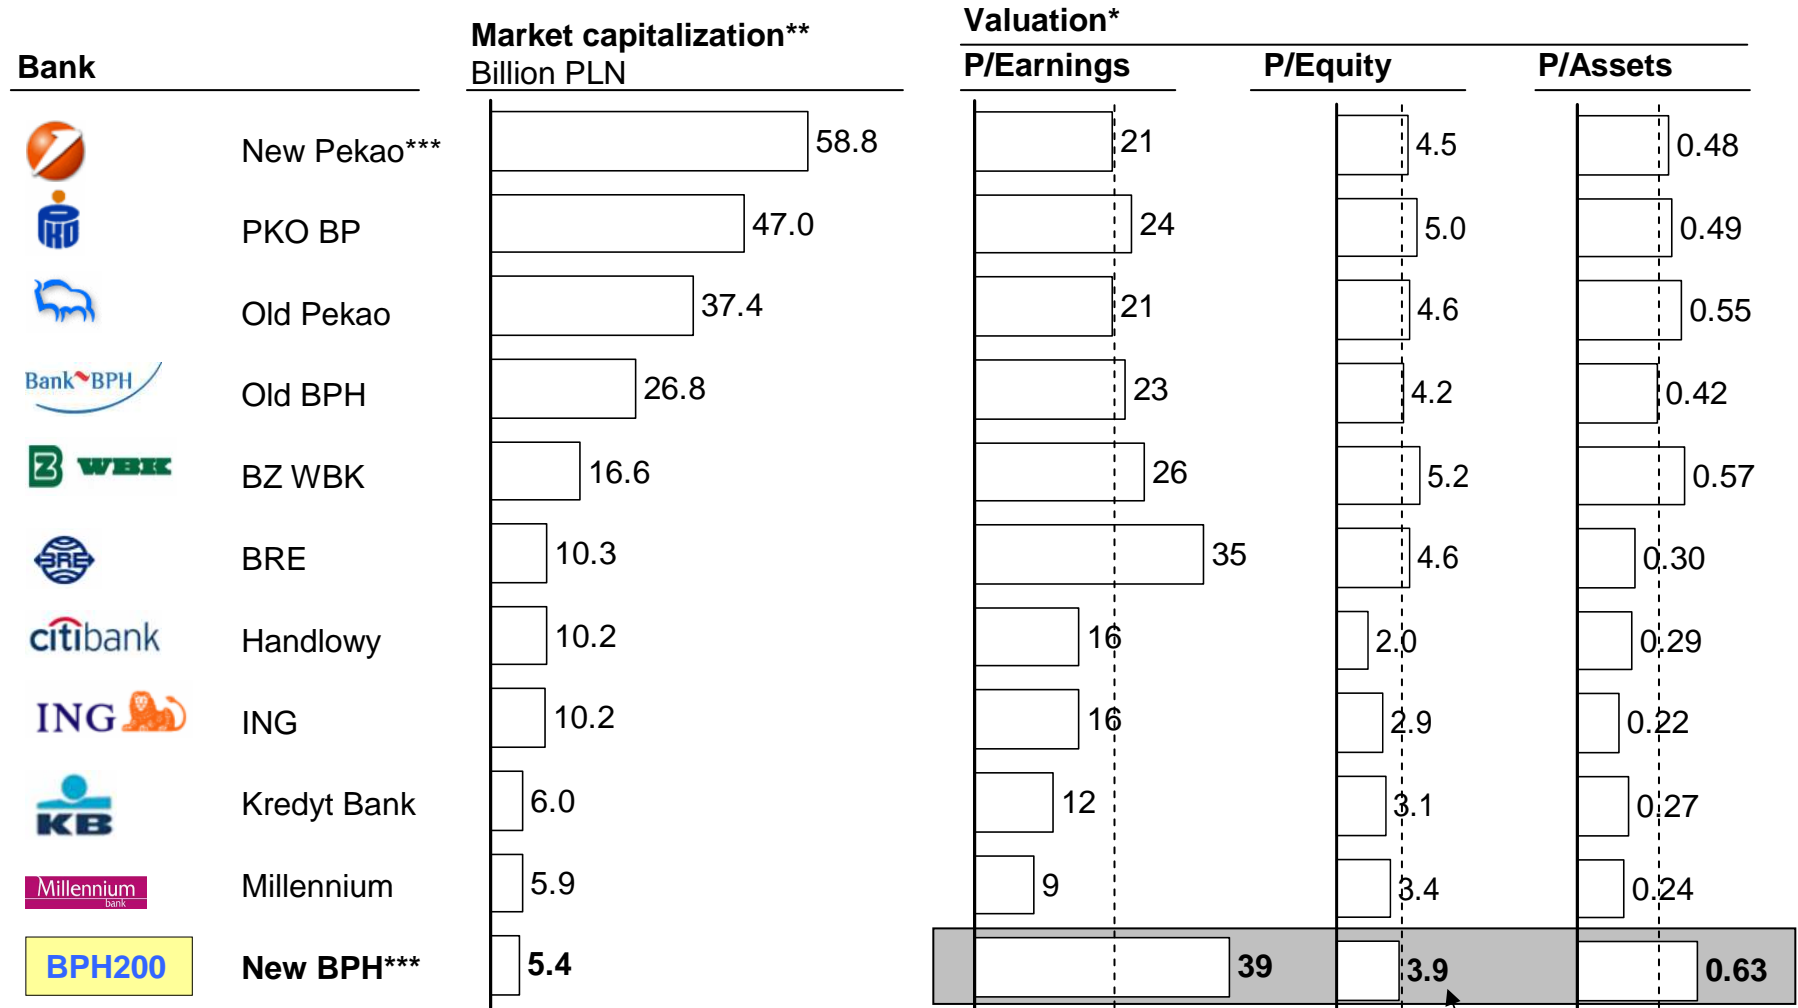 Valuation*
Market capitalization**
Bank
Billion PLN
P/Earnings P/Equity P/Assets
New Pekao*** 58.8 21 4.5 0.48
PKO PKO BP 47.0 24 5.0 0.49
Old Pekao 37.4 21 4.6 0.55
Bank BPH Old BPH 26.8 23 4.2 0.42
BZ WBK BZ WBK 16.6 26 5.2 0.57
BRE BRE 10.3 35 4.6 0.30
citibank Handlowy 10.2 16 2.0 0.29
ING ING 10.2 16 2.9 0.22
KB Kredyt Bank 6.0 12 3.1 0.27
Millennium bank Millennium 5.9 9 3.4 0.24
BPH200 New BPH*** 5.4 39 3.9 0.63